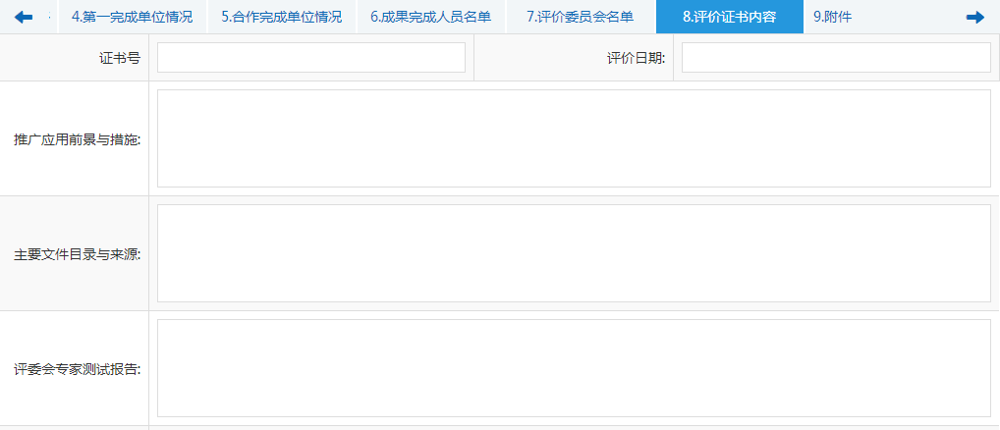 4.第一完成单位情况 5.合作完成单位情况 6.成果完成人员名单 7.评价委员会名单 8.评价证书内容 9.附件
证书号 评价日期:
推广应用前景与措施:
主要文件目录与来源:
评委会专家测试报告: